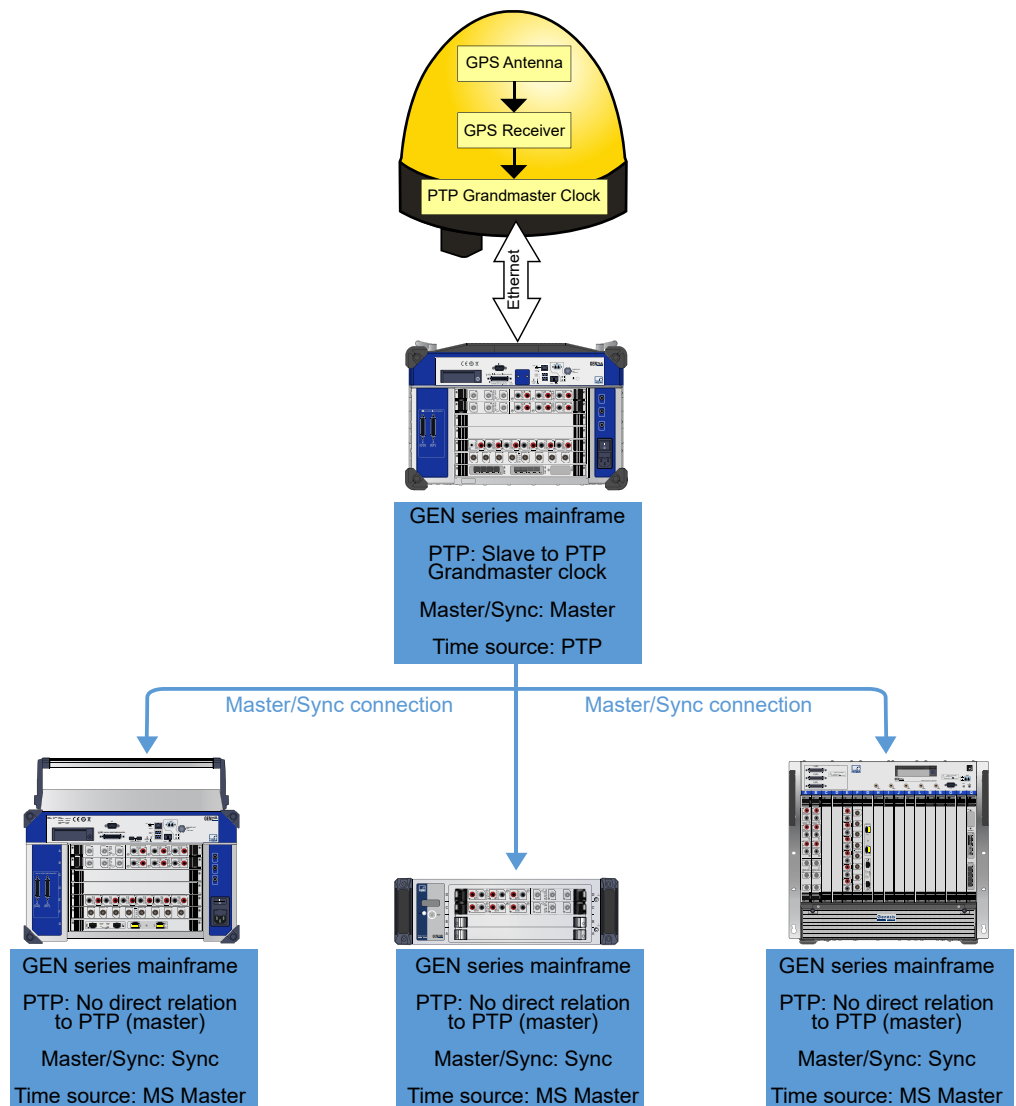 GPS Antenna
GPS Receiver
PTP Grandmaster Clock
Ethernet
GEN series mainframe
PTP: Slave to PTP
Grandmaster clock
Master/Sync: Master
Time source: PTP
Master/Sync connection
Master/Sync connection
GEN series mainframe
PTP: No direct relation
to PTP (master)
Master/Sync: Sync
Time source: MS Master
GEN series mainframe
PTP: No direct relation
to PTP (master)
Master/Sync: Sync
Time source: MS Master
GEN series mainframe
PTP: No direct relation
to PTP (master)
Master/Sync: Sync
Time source: MS Master